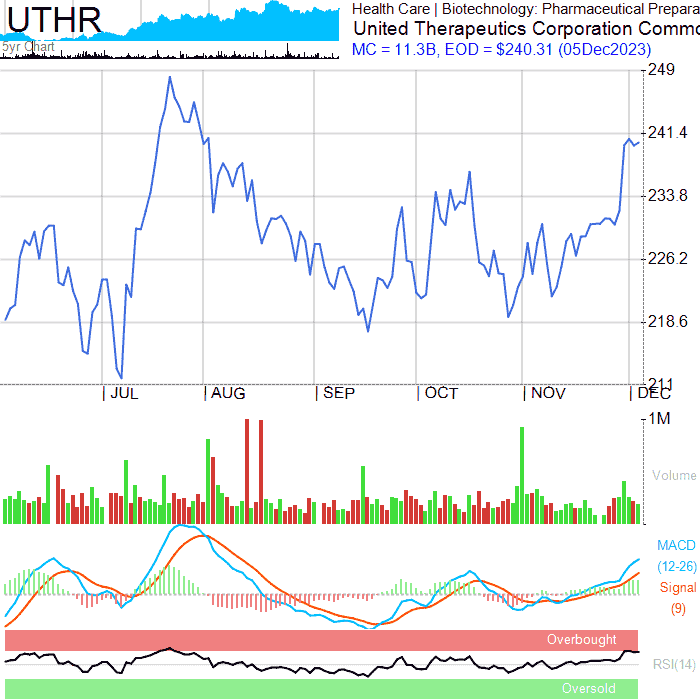 UTHR
5yr Chart
Health Care | Biotechnology: Pharmaceutical Prepara
United Therapeutics Corporation Commo
MC = 11.3B, EOD = $240.31 (05Dec2023)
249
241.4
233.8
226.2
218.6
211
| JUL | AUG | SEP | OCT | NOV | DEC
1M
Volume
MACD
(12-26)
Signal
(9)
Overbought
RSI(14)
Oversold